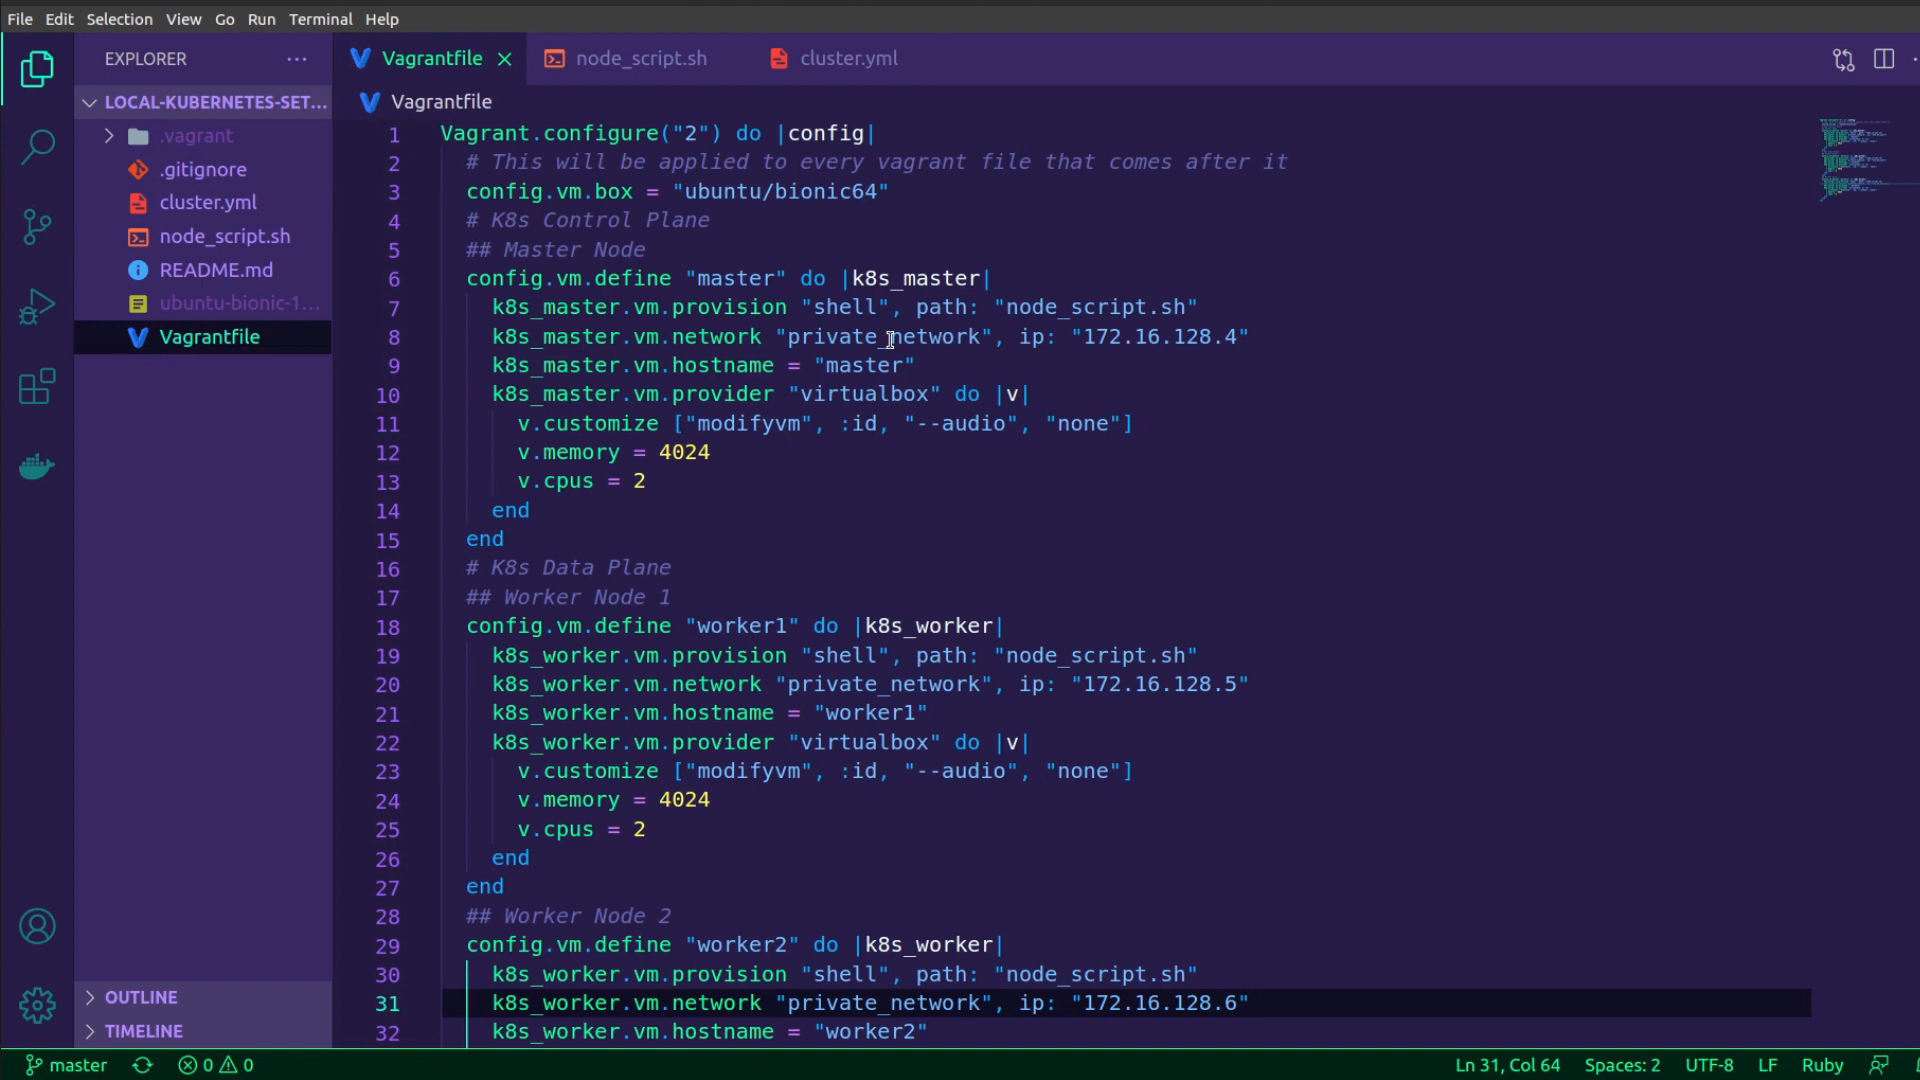 File Edit Selection View Go Run Terminal Help
EXPLORER ...
LOCAL-KUBERNETES-SET...
.vagrant
.gitignore
cluster.yml
node_script.sh
README.md
ubuntu-bionic-1...
Vagrantfile
OUTLINE
TIMELINE
Vagrantfile node_script.sh cluster.yml
Vagrantfile
1 Vagrant.configure("2") do |config|
2 # This will be applied to every vagrant file that comes after it
3 config.vm.box = "ubuntu/bionic64"
4 # K8s Control Plane
5 ## Master Node
6 config.vm.define "master" do |k8s_master|
7 k8s_master.vm.provision "shell", path: "node_script.sh"
8 k8s_master.vm.network "private_network", ip: "172.16.128.4"
9 k8s_master.vm.hostname = "master"
10 k8s_master.vm.provider "virtualbox" do |v|
11 v.customize ["modifyvm", :id, "--audio", "none"]
12 v.memory = 4024
13 v.cpus = 2
14 end
15 end
16 # K8s Data Plane
17 ## Worker Node 1
18 config.vm.define "worker1" do |k8s_worker|
19 k8s_worker.vm.provision "shell", path: "node_script.sh"
20 k8s_worker.vm.network "private_network", ip: "172.16.128.5"
21 k8s_worker.vm.hostname = "worker1"
22 k8s_worker.vm.provider "virtualbox" do |v|
23 v.customize ["modifyvm", :id, "--audio", "none"]
24 v.memory = 4024
25 v.cpus = 2
26 end
27 end
28 ## Worker Node 2
29 config.vm.define "worker2" do |k8s_worker|
30 k8s_worker.vm.provision "shell", path: "node_script.sh"
31 k8s_worker.vm.network "private_network", ip: "172.16.128.6"
32 k8s_worker.vm.hostname = "worker2"
master 0 0 Ln 31, Col 64 Spaces: 2 UTF-8 LF Ruby